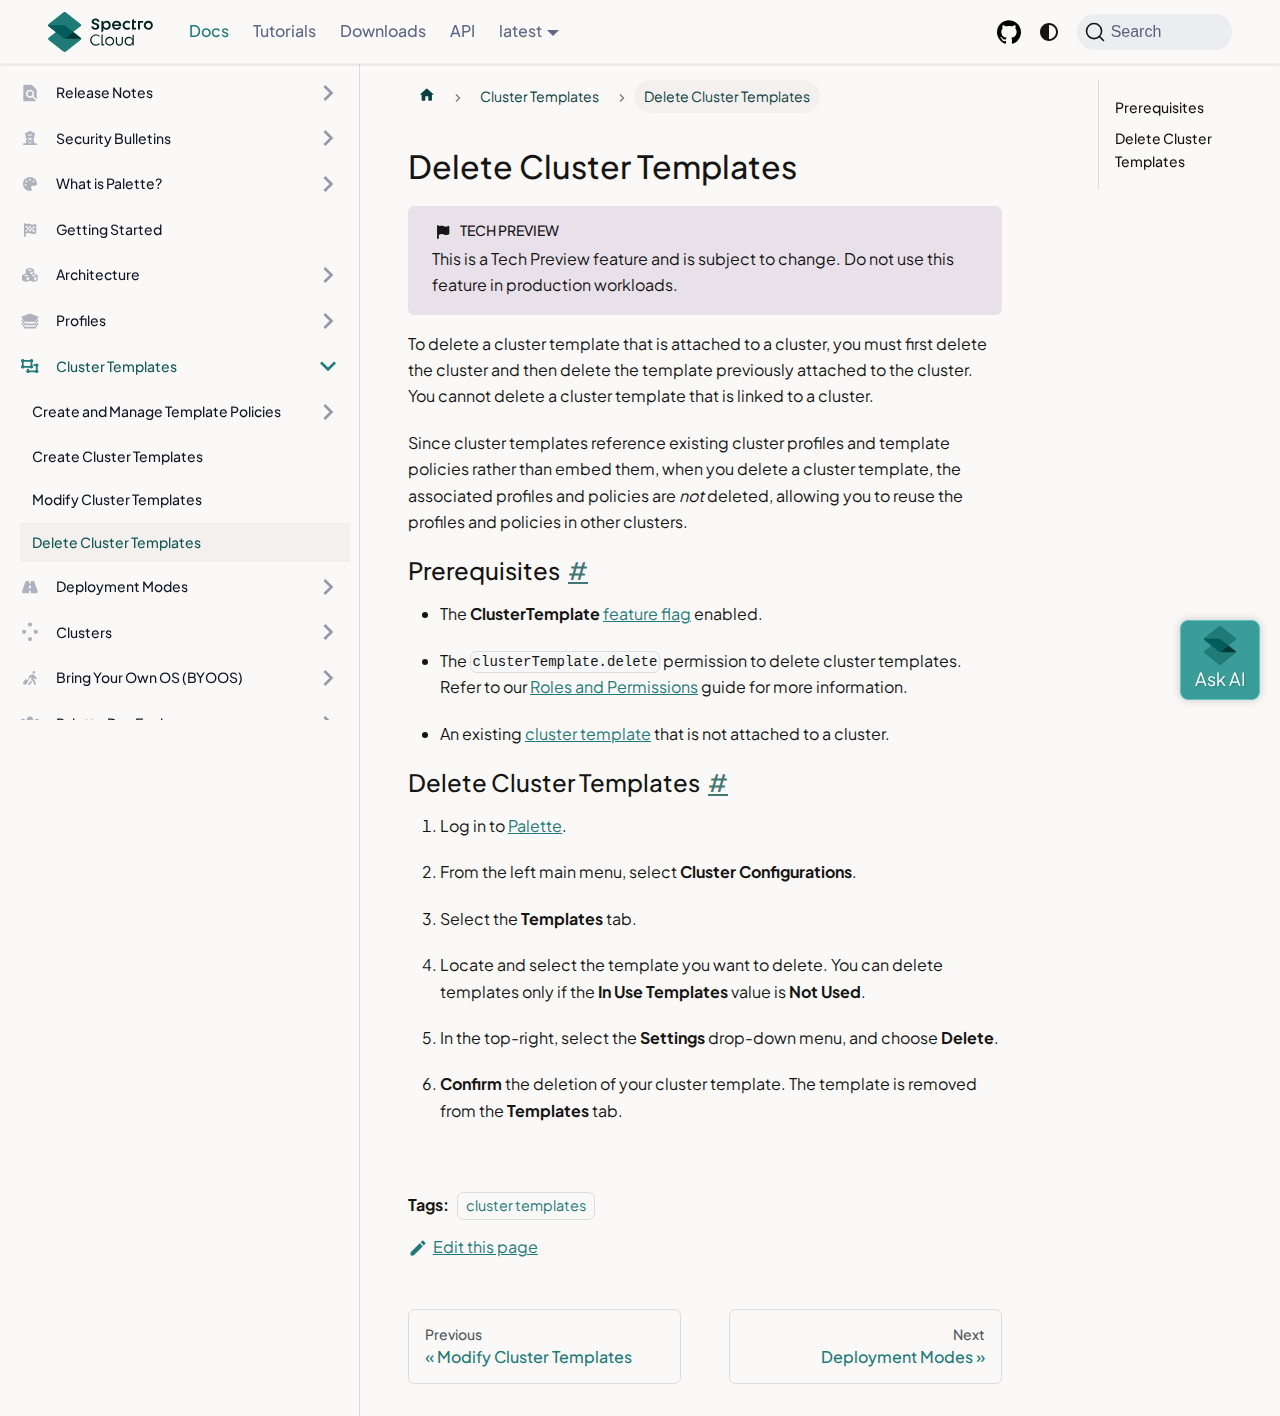 Spectro Cloud
Docs
Tutorials
Downloads
API
latest
Search
Release Notes
Security Bulletins
What is Palette?
Getting Started
Architecture
Profiles
Cluster Templates
Create and Manage Template Policies
Create Cluster Templates
Modify Cluster Templates
Delete Cluster Templates
Deployment Modes
Clusters
Bring Your Own OS (BYOOS)
Cluster Templates
Delete Cluster Templates
Delete Cluster Templates
TECH PREVIEW
This is a Tech Preview feature and is subject to change. Do not use this
feature in production workloads.
To delete a cluster template that is attached to a cluster, you must first delete
the cluster and then delete the template previously attached to the cluster.
You cannot delete a cluster template that is linked to a cluster.
Since cluster templates reference existing cluster profiles and template
policies rather than embed them, when you delete a cluster template, the
associated profiles and policies are not deleted, allowing you to reuse the
profiles and policies in other clusters.
Prerequisites #
The ClusterTemplate feature flag enabled.
The clusterTemplate.delete permission to delete cluster templates.
Refer to our Roles and Permissions guide for more information.
An existing cluster template that is not attached to a cluster.
Delete Cluster Templates #
1. Log in to Palette.
2. From the left main menu, select Cluster Configurations.
3. Select the Templates tab.
4. Locate and select the template you want to delete. You can delete
templates only if the In Use Templates value is Not Used.
5. In the top-right, select the Settings drop-down menu, and choose Delete.
6. Confirm the deletion of your cluster template. The template is removed
from the Templates tab.
Tags: cluster templates
Edit this page
Previous
« Modify Cluster Templates
Next
Deployment Modes »
Prerequisites
Delete Cluster
Templates
Ask AI